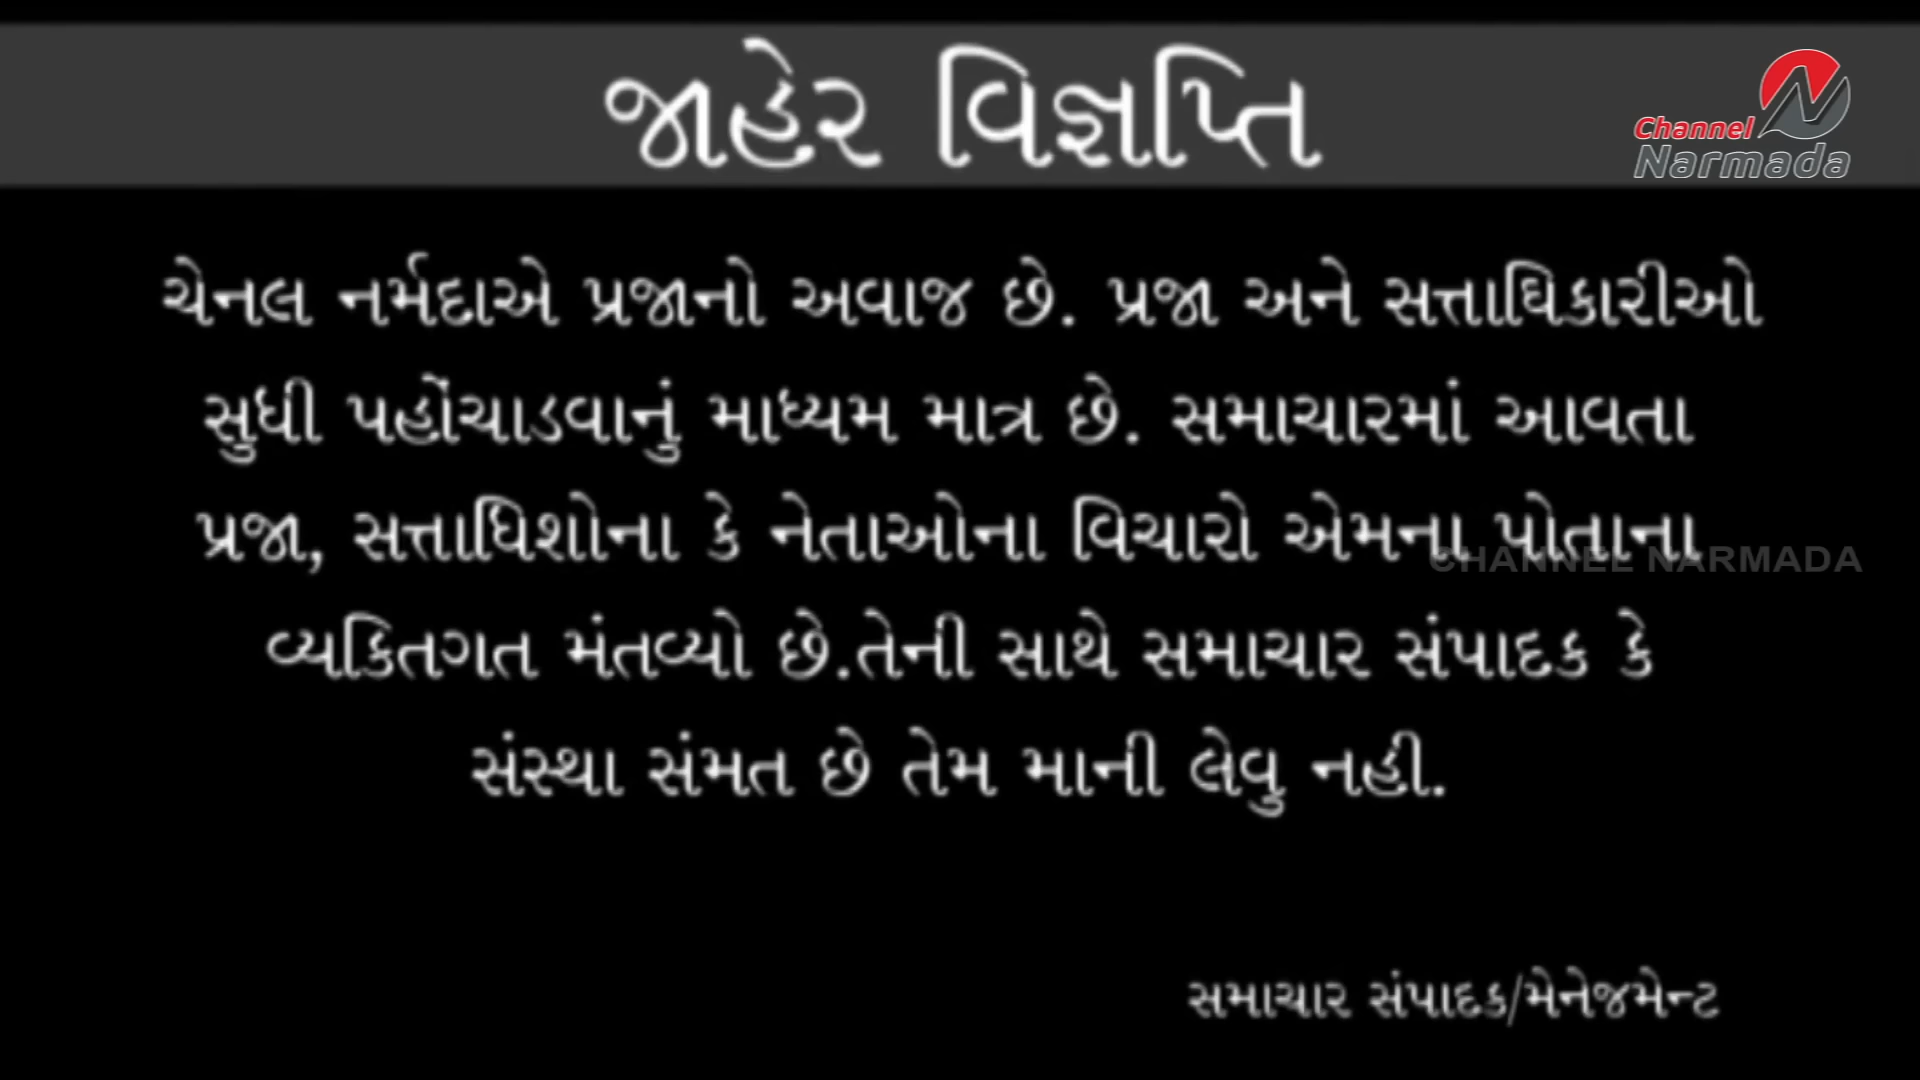 જાહેર વિજ્ઞપ્તિ
Channel
Narmada
ચેનલ નર્મદાએ પ્રજાનો અવાજ છે. પ્રજા અને સત્તાધિકારીઓ
સુધી પહોંચાડવાનું માધ્યમ માત્ર છે. સમાચારમાં આવતા
પ્રજા, સત્તાધિશોના કે નેતાઓના વિચારો એમના પોતાના
CHANNEL NARMADA
વ્યકિતગત મંતવ્યો છે.તેની સાથે સમાચાર સંપાદક કે
સંસ્થા સંમત છે તેમ માની લેવુ નહી.
સમાચાર સંપાદક/મેનેજમેન્ટ